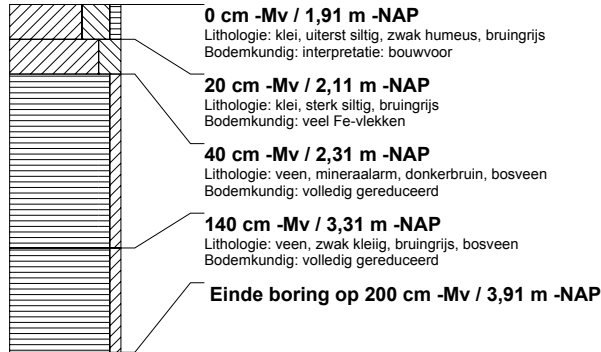 0 cm -Mv / 1,91 m -NAP
Lithologie: klei, uiterst siltig, zwak humeus, bruingrijs
Bodemkundig: interpretatie: bouwvoor
20 cm -Mv / 2,11 m -NAP
Lithologie: klei, sterk siltig, bruingrijs
Bodemkundig: veel Fe-vlekken
40 cm -Mv / 2,31 m -NAP
Lithologie: veen, mineraalarm, donkerbruin, bosveen
Bodemkundig: volledig gereduceerd
140 cm -Mv / 3,31 m -NAP
Lithologie: veen, zwak kleiig, bruingrijs, bosveen
Bodemkundig: volledig gereduceerd
Einde boring op 200 cm -Mv / 3,91 m -NAP